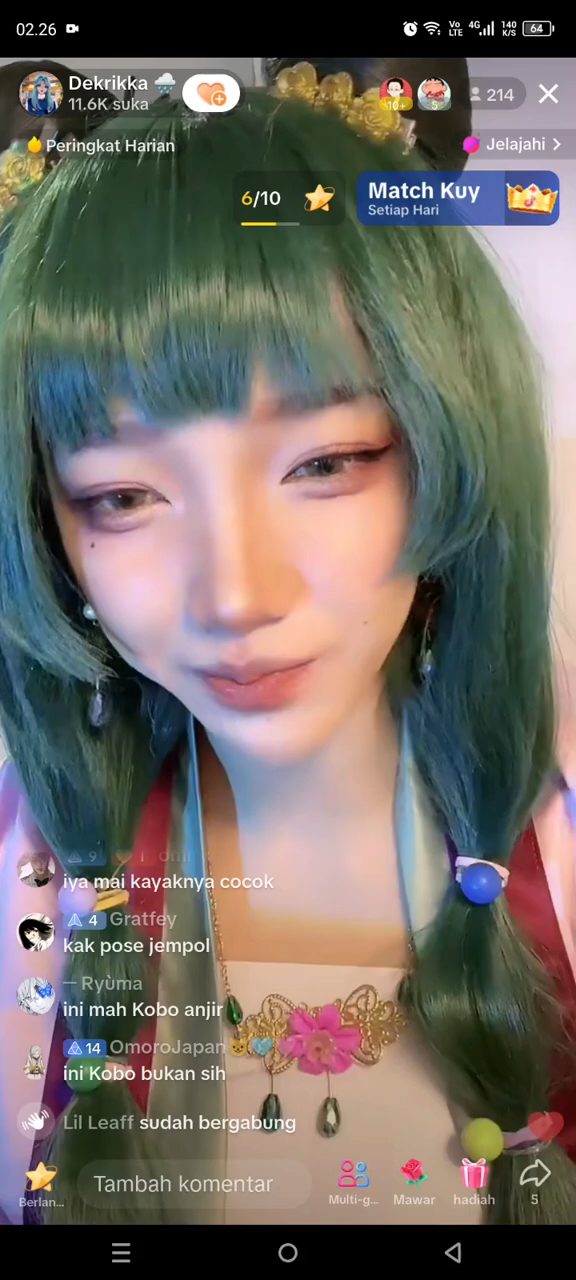 02.26
Vo LTE
4G
140 K/S
64
Dekrikka
11.6K suka
10+
5
214
Peringkat Harian
Jelajahi
6/10
Match Kuy
Setiap Hari
9
iya mai kayaknya cocok
4 Gratfey
kak pose jempol
— Ryùma
ini mah Kobo anjir
14 OmoroJapan
ini Kobo bukan sih
Lil Leaff sudah bergabung
Berlan...
Tambah komentar
Multi-g...
Mawar
hadiah
5